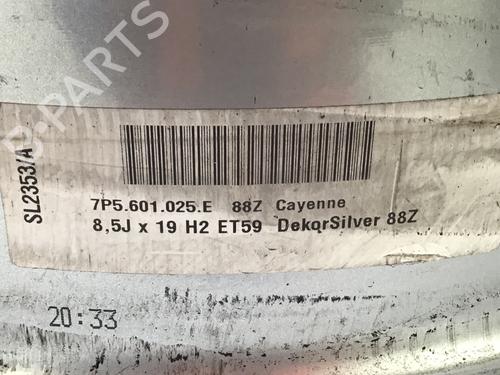 B-PARTS
SL2353/A
7P5.601.025.E 88Z Cayenne
8,5J x 19 H2 ET59 DekorSilver 88Z
20:33